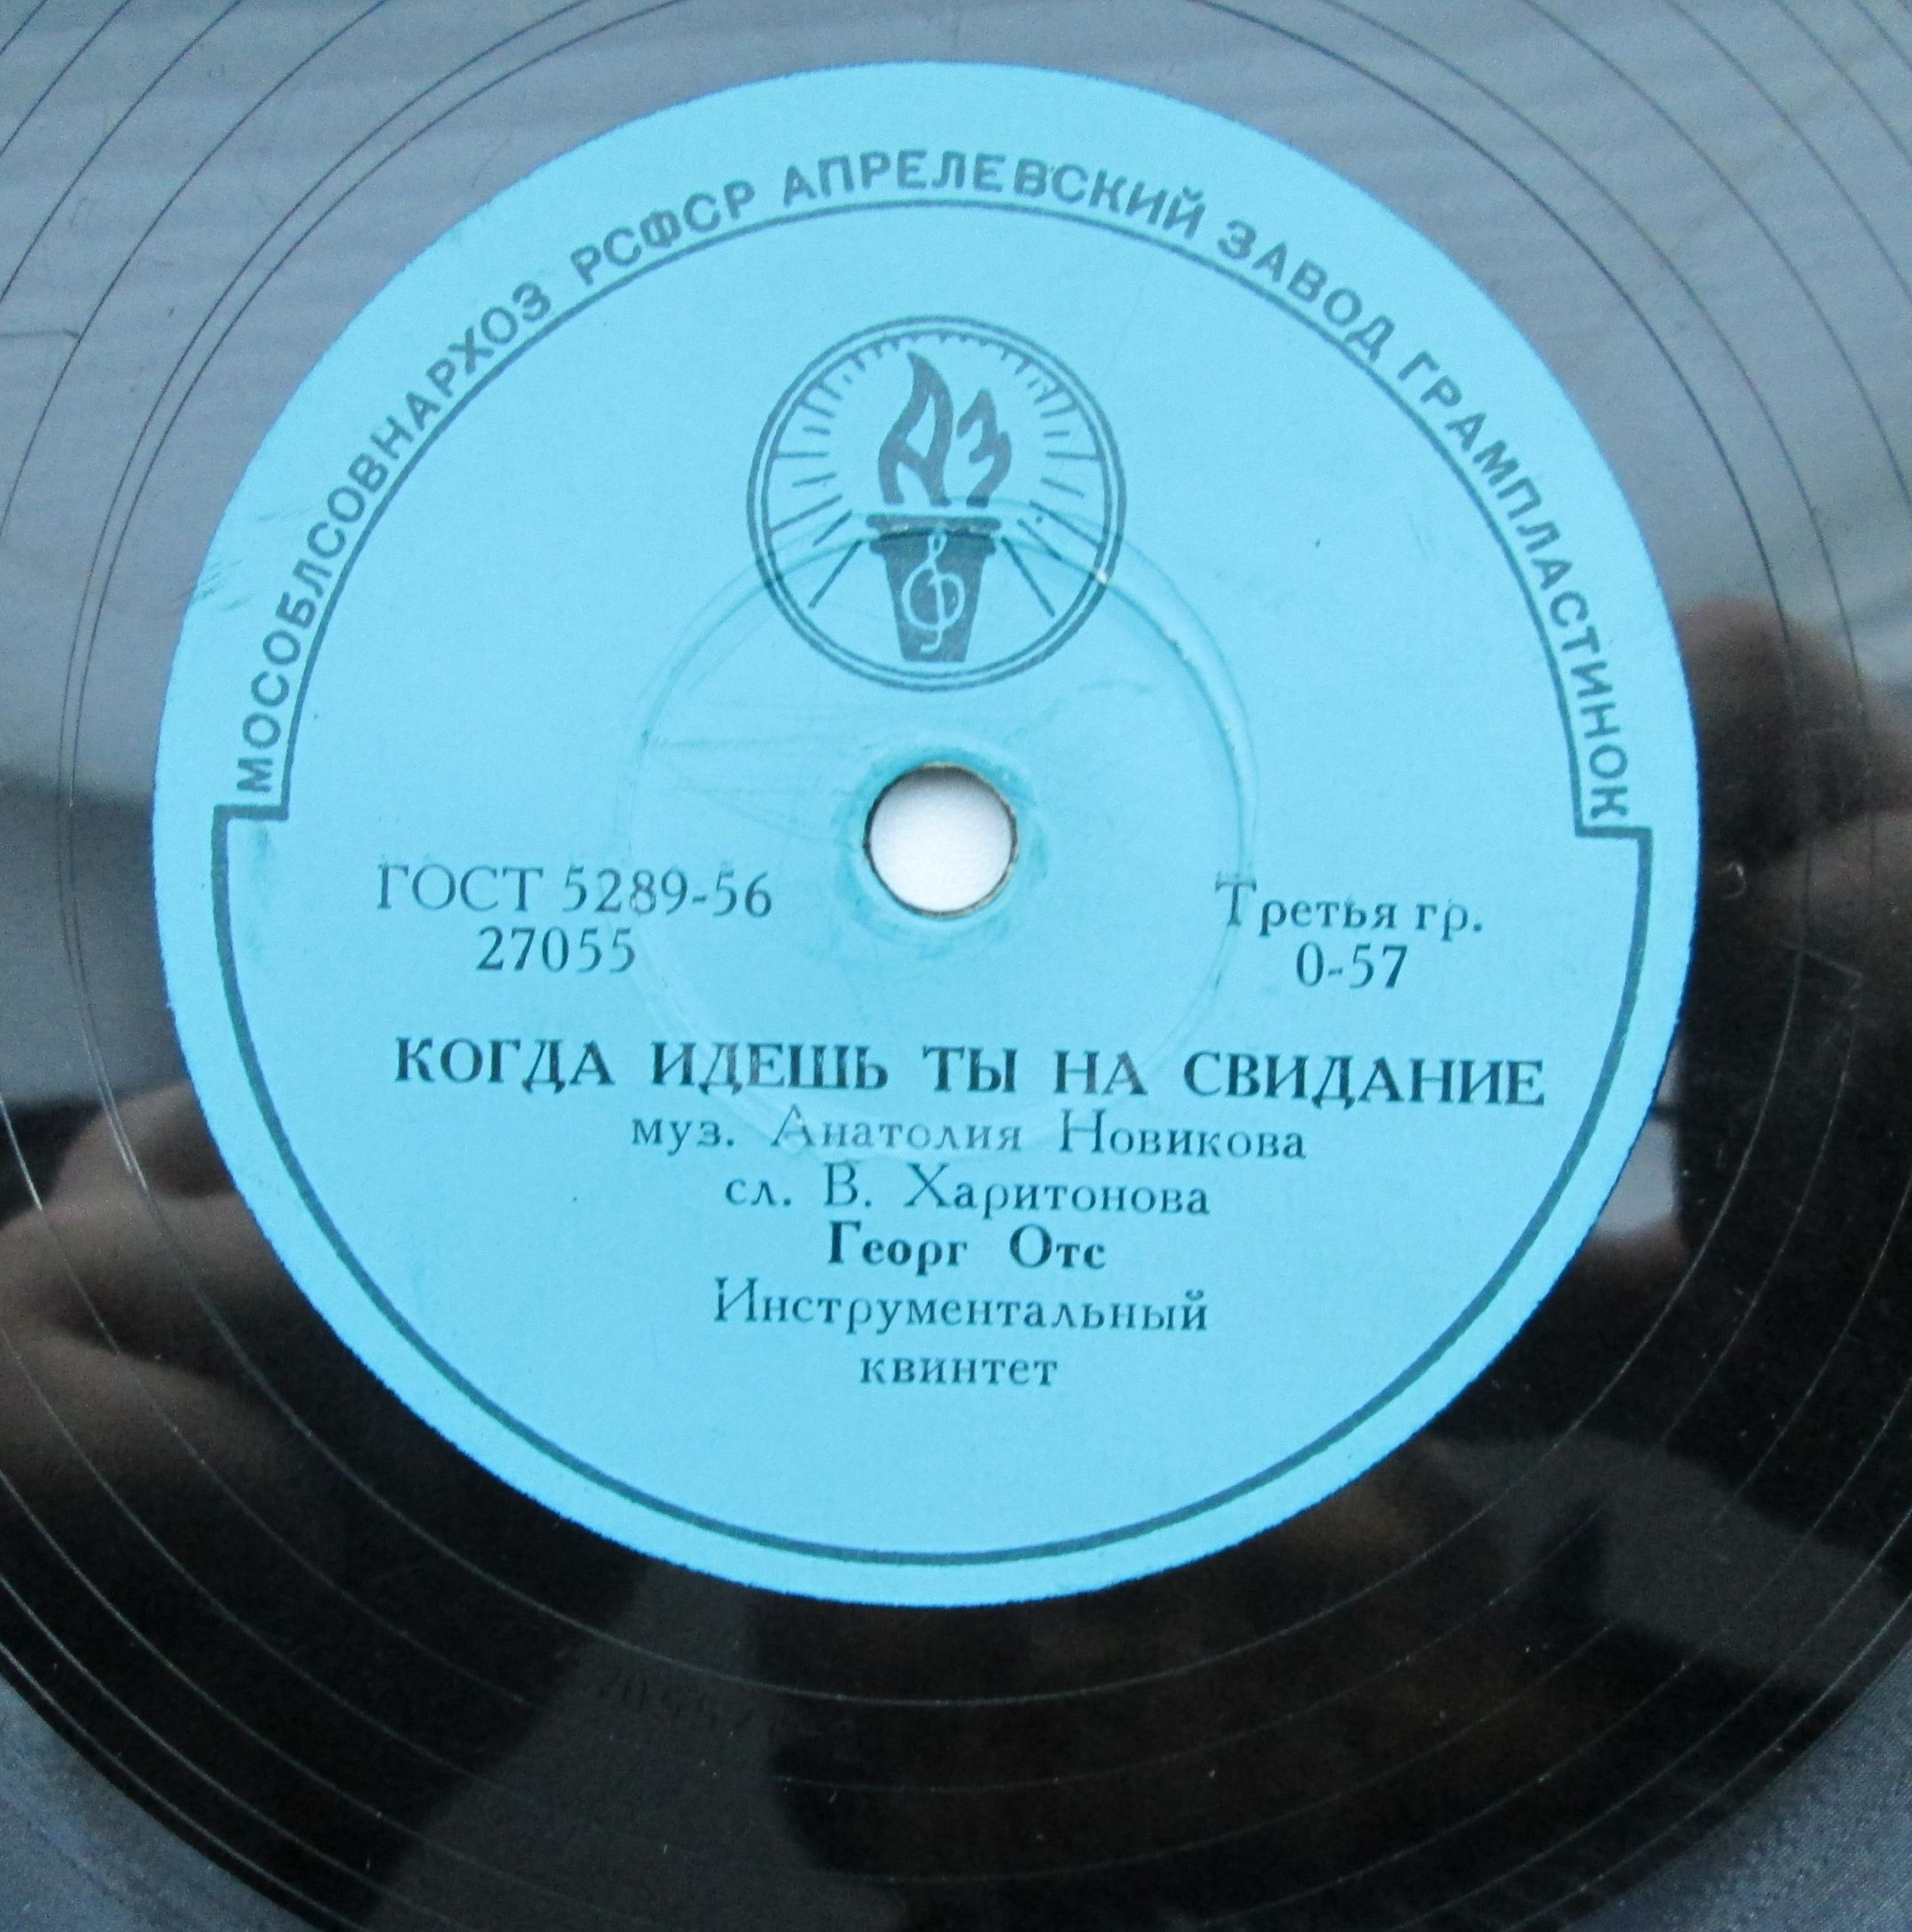 МОСОБЛСОВНАРХОЗ РСФСР АПРЕЛЕВСКИЙ ЗАВОД ГРАМПЛАСТИНОК
АЗ
ГОСТ 5289-56
27055
Третья гр.
0-57
КОГДА ИДЕШЬ ТЫ НА СВИДАНИЕ
муз. Анатолия Новикова
сл. В. Харитонова
Георг Отс
Инструментальный
квинтет